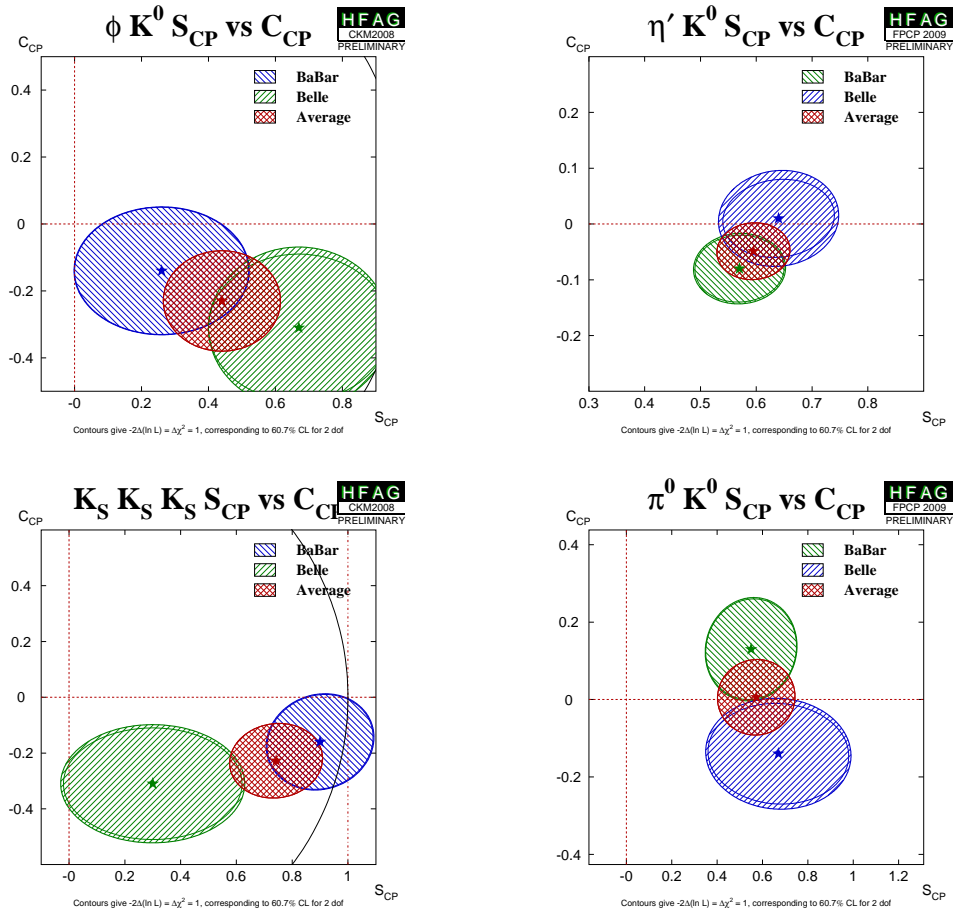 ϕ K⁰ S_CP vs C_CP
HFAG
CKM2008
PRELIMINARY
C_CP
BaBar
Belle
Average
0.4
0.2
0
-0.2
-0.4
-0 0.2 0.4 0.6 0.8
S_CP
Contours give -2Δ(ln L) = Δχ² = 1, corresponding to 60.7% CL for 2 dof
η′ K⁰ S_CP vs C_CP
HFAG
FPCP 2009
PRELIMINARY
C_CP
BaBar
Belle
Average
0.2
0.1
0
-0.1
-0.2
0.3 0.4 0.5 0.6 0.7 0.8
S_CP
Contours give -2Δ(ln L) = Δχ² = 1, corresponding to 60.7% CL for 2 dof
K_S K_S K_S S_CP vs C_CP
HFAG
CKM2008
PRELIMINARY
C_CP
BaBar
Belle
Average
0.4
0.2
0
-0.2
-0.4
-0 0.2 0.4 0.6 0.8 1
S_CP
Contours give -2Δ(ln L) = Δχ² = 1, corresponding to 60.7% CL for 2 dof
π⁰ K⁰ S_CP vs C_CP
HFAG
FPCP 2009
PRELIMINARY
C_CP
BaBar
Belle
Average
0.4
0.2
0
-0.2
-0.4
-0 0.2 0.4 0.6 0.8 1 1.2
S_CP
Contours give -2Δ(ln L) = Δχ² = 1, corresponding to 60.7% CL for 2 dof